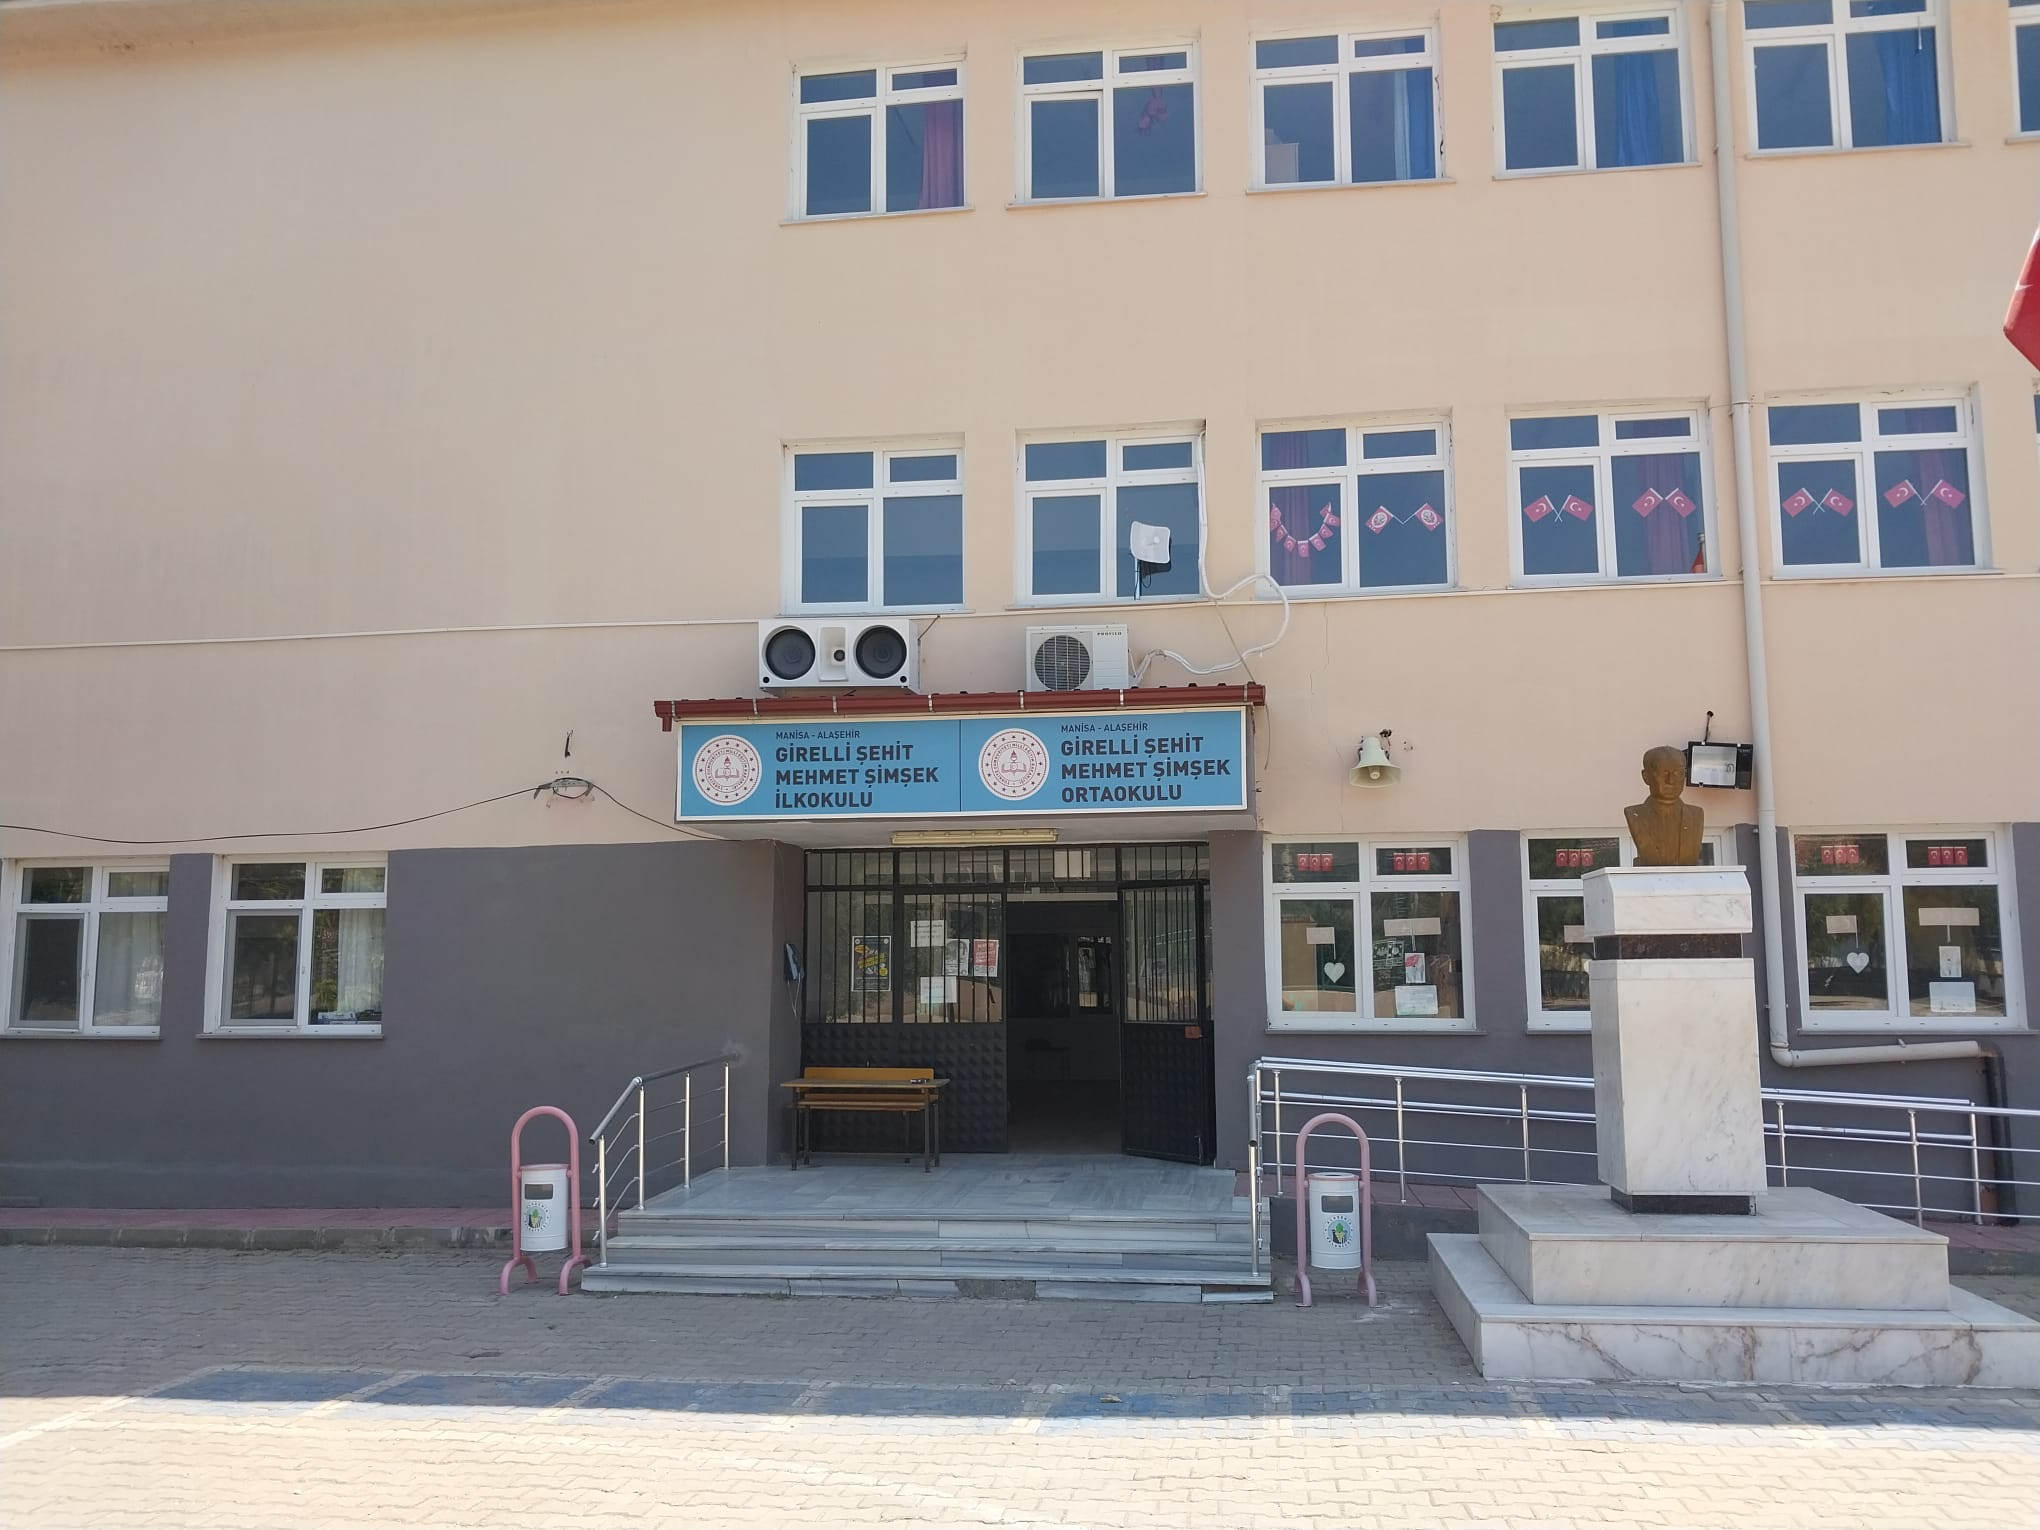 MANİSA - ALAŞEHİR
GİRELLİ ŞEHİT
MEHMET ŞİMŞEK
İLKOKULU
MANİSA - ALAŞEHİR
GİRELLİ ŞEHİT
MEHMET ŞİMŞEK
ORTAOKULU
PROFILO